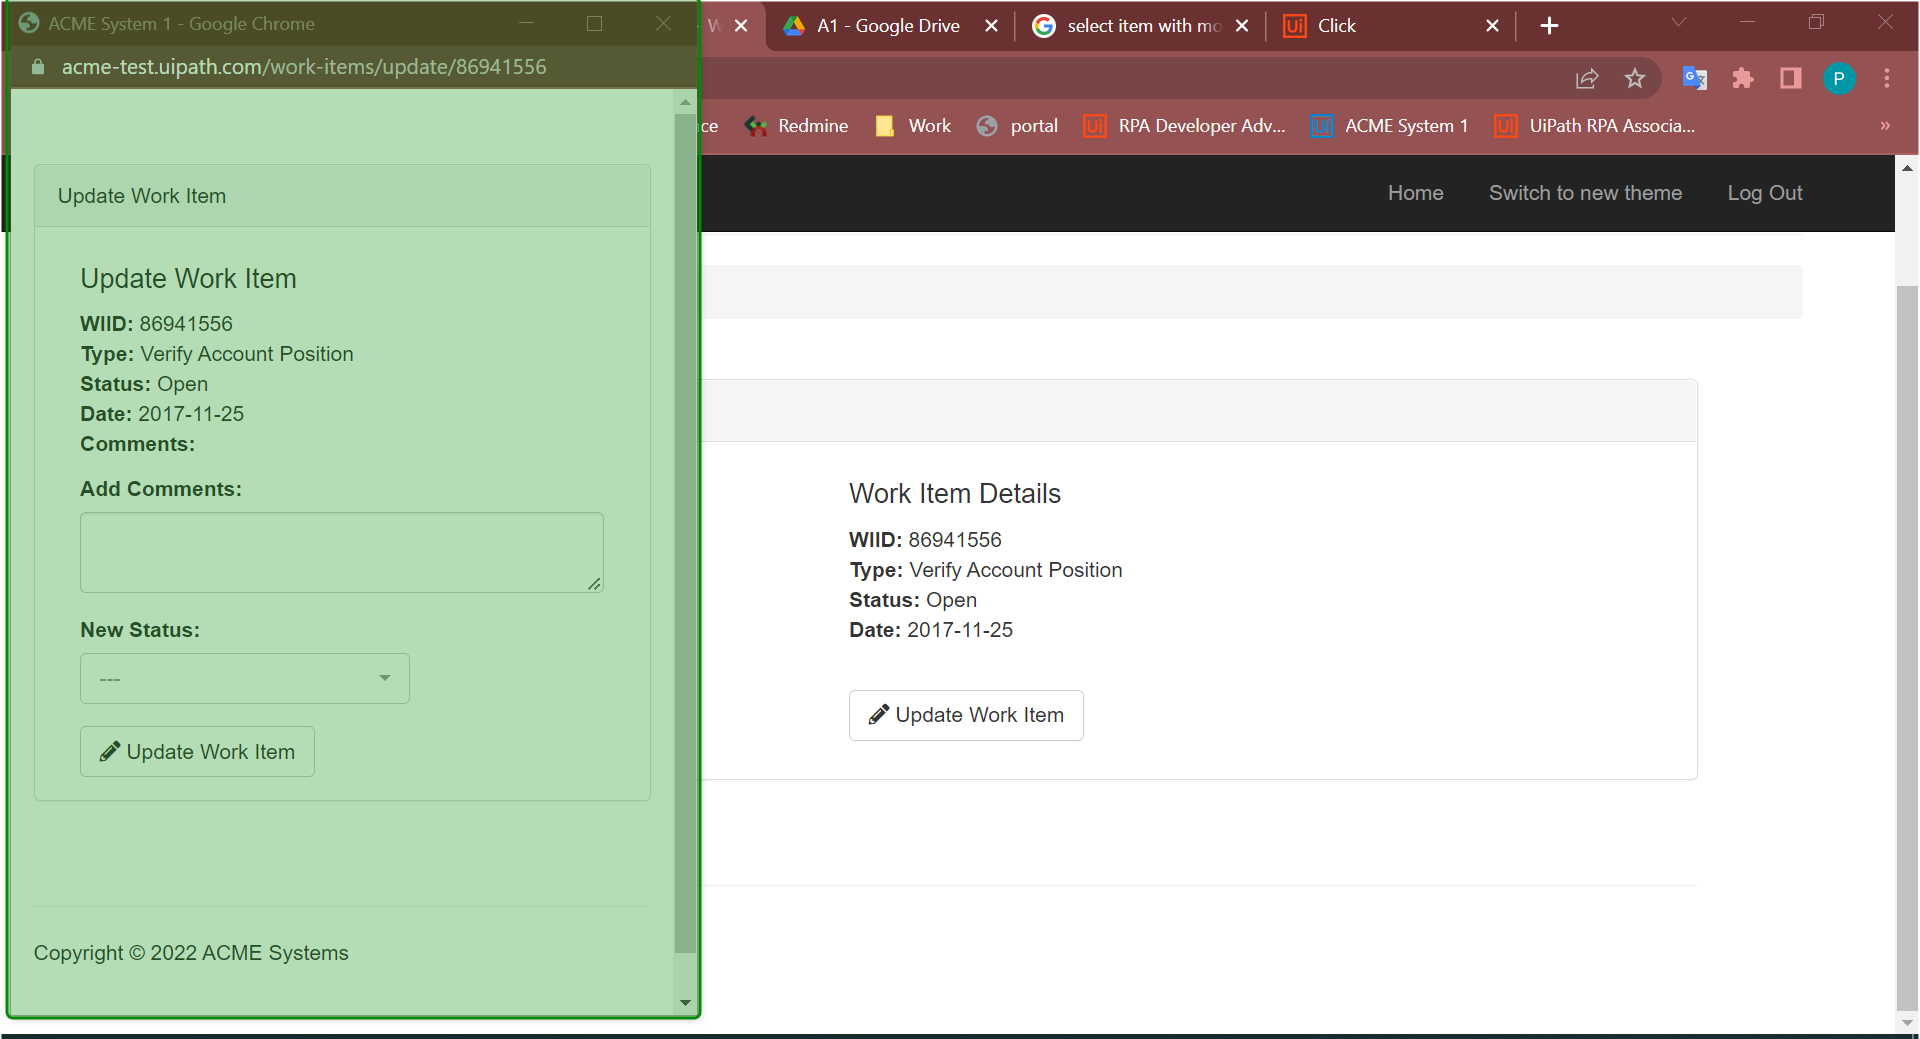 ACME System 1 - Google Chrome
acme-test.uipath.com/work-items/update/86941556
Update Work Item
Update Work Item
WIID: 86941556
Type: Verify Account Position
Status: Open
Date: 2017-11-25
Comments:
Add Comments:
New Status:
---
Update Work Item
Copyright © 2022 ACME Systems
A1 - Google Drive
select item with mo
Click
P
Redmine
Work
portal
RPA Developer Adv...
ACME System 1
UiPath RPA Associa...
»
Home
Switch to new theme
Log Out
Work Item Details
WIID: 86941556
Type: Verify Account Position
Status: Open
Date: 2017-11-25
Update Work Item